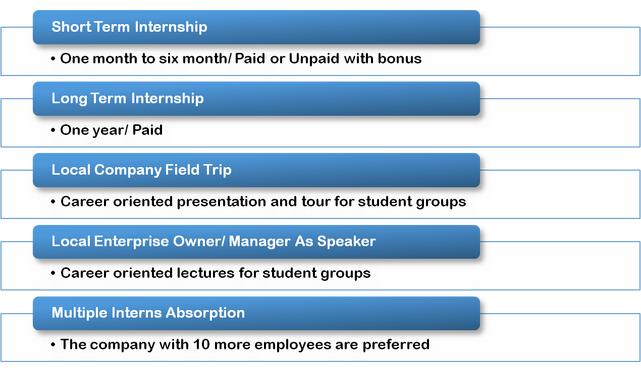 Short Term Internship
• One month to six month/ Paid or Unpaid with bonus
Long Term Internship
• One year/ Paid
Local Company Field Trip
• Career oriented presentation and tour for student groups
Local Enterprise Owner/ Manager As Speaker
• Career oriented lectures for student groups
Multiple Interns Absorption
• The company with 10 more employees are preferred